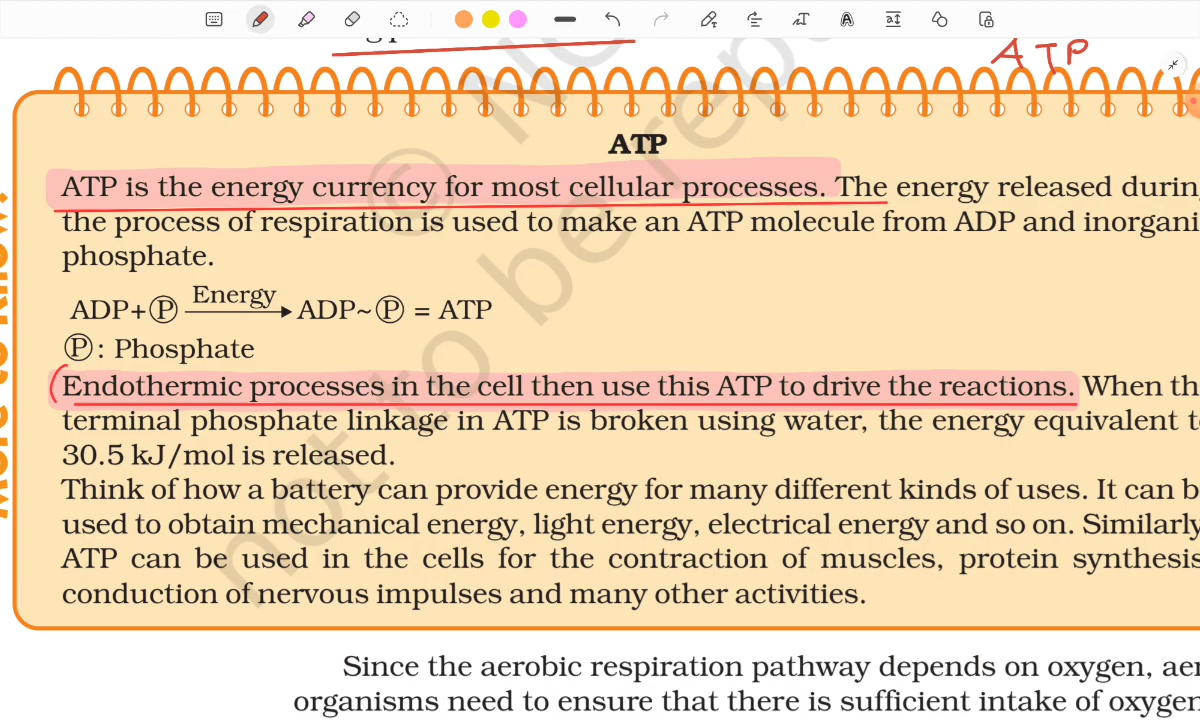 ATP
ATP
ATP is the energy currency for most cellular processes. The energy released during
the process of respiration is used to make an ATP molecule from ADP and inorgani
phosphate.
ADP+Ⓟ Energy ADP~Ⓟ = ATP
Ⓟ: Phosphate
Endothermic processes in the cell then use this ATP to drive the reactions. When th
terminal phosphate linkage in ATP is broken using water, the energy equivalent t
30.5 kJ/mol is released.
Think of how a battery can provide energy for many different kinds of uses. It can b
used to obtain mechanical energy, light energy, electrical energy and so on. Similarly
ATP can be used in the cells for the contraction of muscles, protein synthesis
conduction of nervous impulses and many other activities.
Since the aerobic respiration pathway depends on oxygen, aer
organisms need to ensure that there is sufficient intake of oxygen
not to be rep